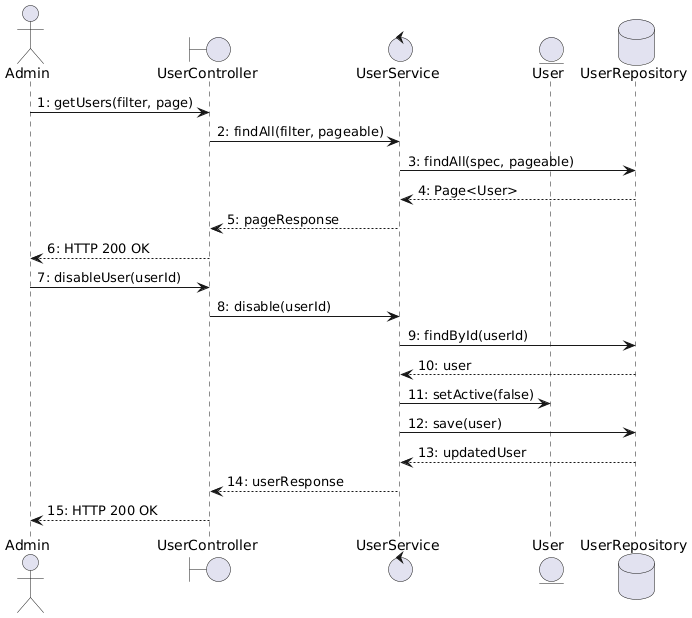 Admin
UserController
UserService
User
UserRepository
1: getUsers(filter, page)
2: findAll(filter, pageable)
3: findAll(spec, pageable)
4: Page<User>
5: pageResponse
6: HTTP 200 OK
7: disableUser(userId)
8: disable(userId)
9: findById(userId)
10: user
11: setActive(false)
12: save(user)
13: updatedUser
14: userResponse
15: HTTP 200 OK
Admin
UserController
UserService
User
UserRepository